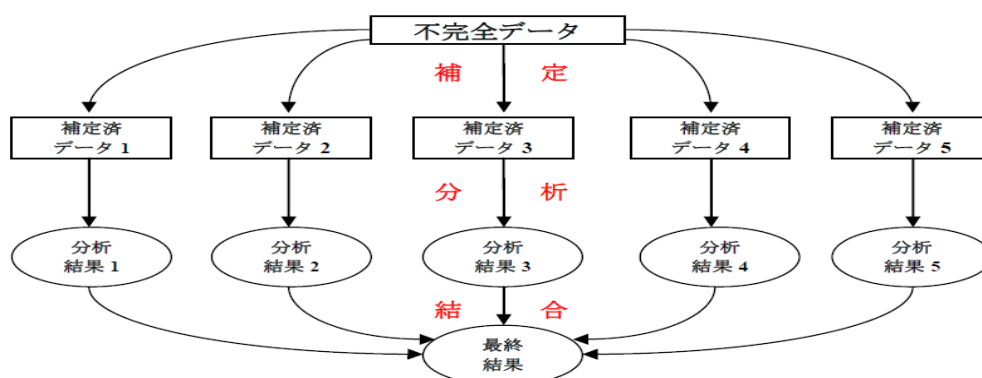 不完全データ
補 定
補定済
データ 1
補定済
データ 2
補定済
データ 3
補定済
データ 4
補定済
データ 5
分 析
分析
結果 1
分析
結果 2
分析
結果 3
分析
結果 4
分析
結果 5
結 合
最終
結果